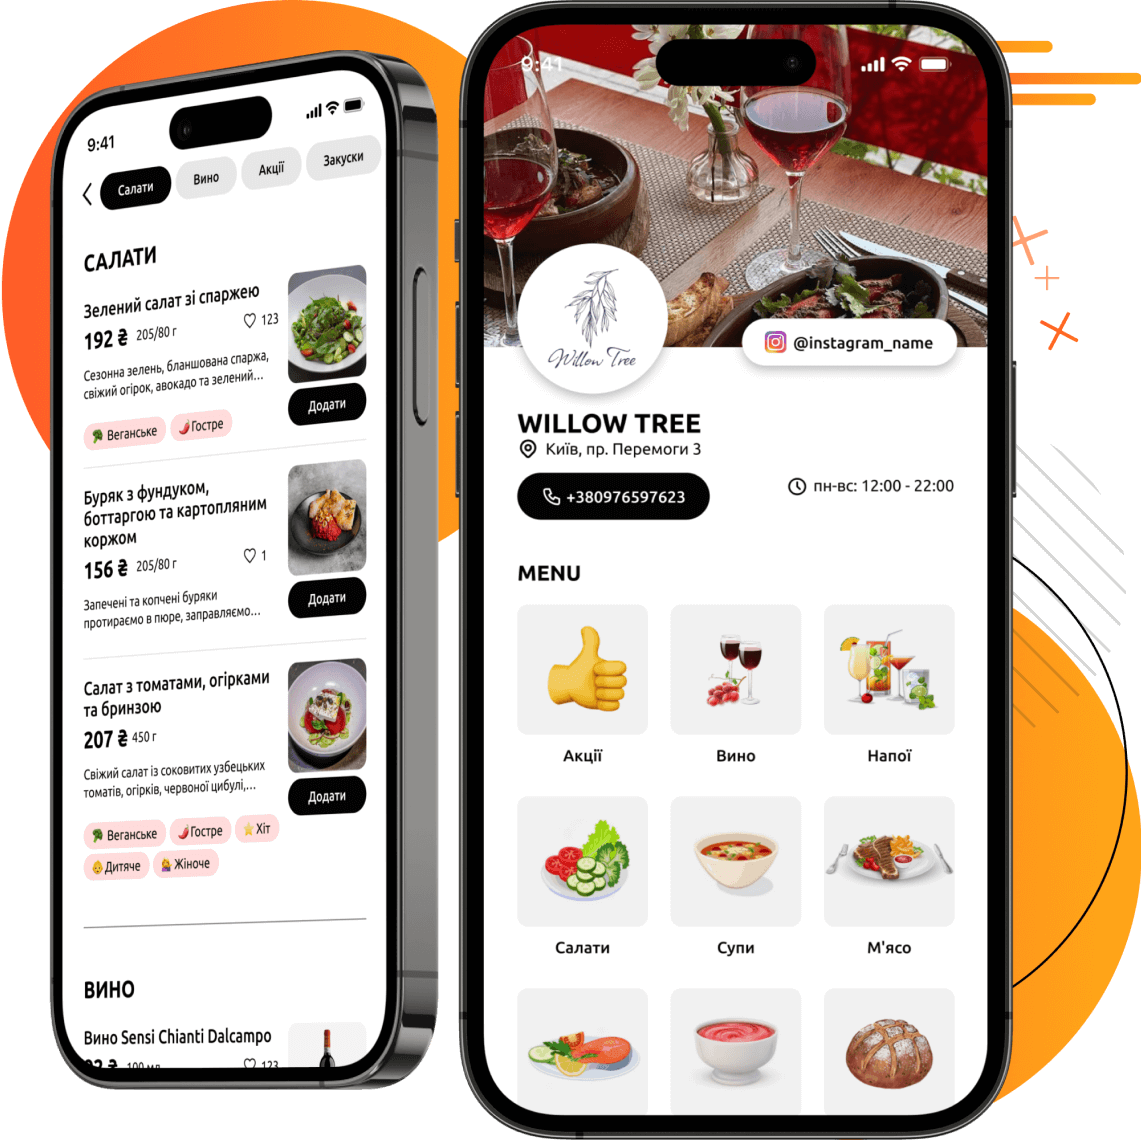 9:41
Салати
Вино
Акції
Закуски
САЛАТИ
Зелений салат зі спаржею
192 ₴ 205/80 г
123
Сезонна зелень, бланшована спаржа,
свіжий огірок, авокадо та зелений...
Додати
Веганське
Гостре
Буряк з фундуком,
боттаргою та картопляним
коржом
156 ₴ 205/80 г
1
Запечені та копчені буряки
протираємо в пюре, заправляємо...
Додати
Салат з томатами, огірками
та бринзою
207 ₴ 450 г
Свіжий салат із соковитих узбецьких
томатів, огірків, червоної цибулі,...
Додати
Веганське
Гостре
Хіт
Дитяче
Жіноче
ВИНО
Вино Sensi Chianti Dalcampo
100 мл
123
9:41
Willow Tree
@instagram_name
WILLOW TREE
Київ, пр. Перемоги 3
+380976597623
пн-вс: 12:00 - 22:00
MENU
Акції
Вино
Напої
Салати
Супи
М'ясо